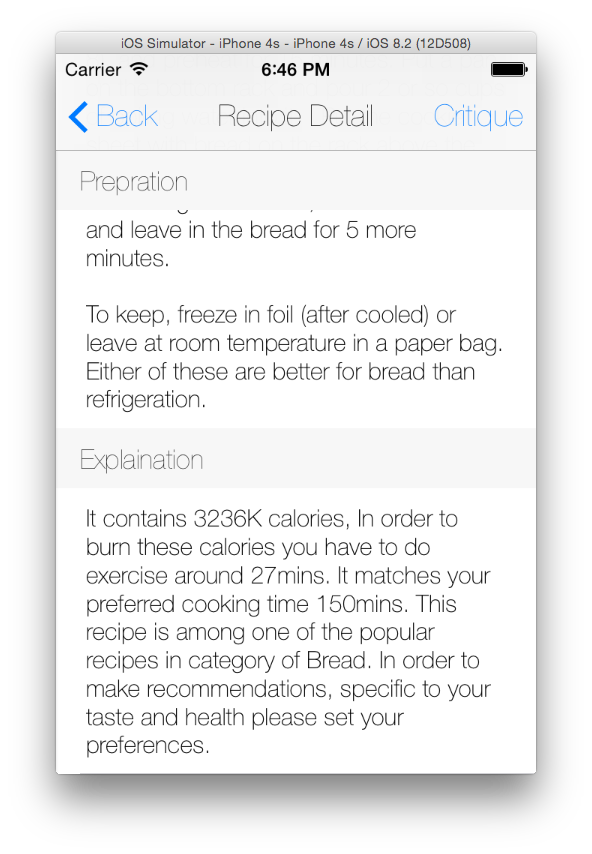 iOS Simulator - iPhone 4s - iPhone 4s / iOS 8.2 (12D508)
Carrier 6:46 PM
Back Recipe Detail Critique
Prepration
and leave in the bread for 5 more
minutes.
To keep, freeze in foil (after cooled) or
leave at room temperature in a paper bag.
Either of these are better for bread than
refrigeration.
Explaination
It contains 3236K calories, In order to
burn these calories you have to do
exercise around 27mins. It matches your
preferred cooking time 150mins. This
recipe is among one of the popular
recipes in category of Bread. In order to
make recommendations, specific to your
taste and health please set your
preferences.